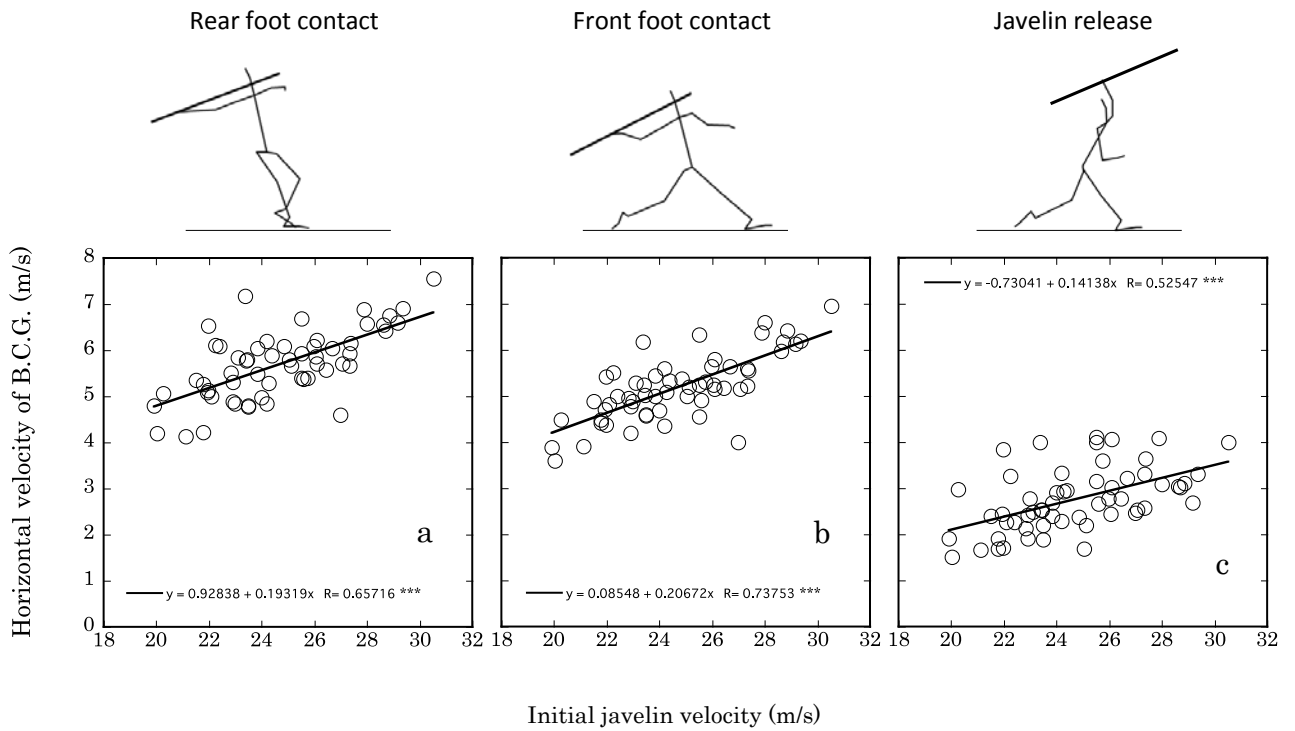 Rear foot contact
Front foot contact
Javelin release
Horizontal velocity of B.C.G. (m/s)
8
7
6
5
4
3
2
1
0
a
y = 0.92838 + 0.19319x R= 0.65716 ***
18 20 22 24 26 28 30 32
b
y = 0.08548 + 0.20672x R= 0.73753 ***
18 20 22 24 26 28 30 32
y = -0.73041 + 0.14138x R= 0.52547 ***
c
18 20 22 24 26 28 30 32
Initial javelin velocity (m/s)